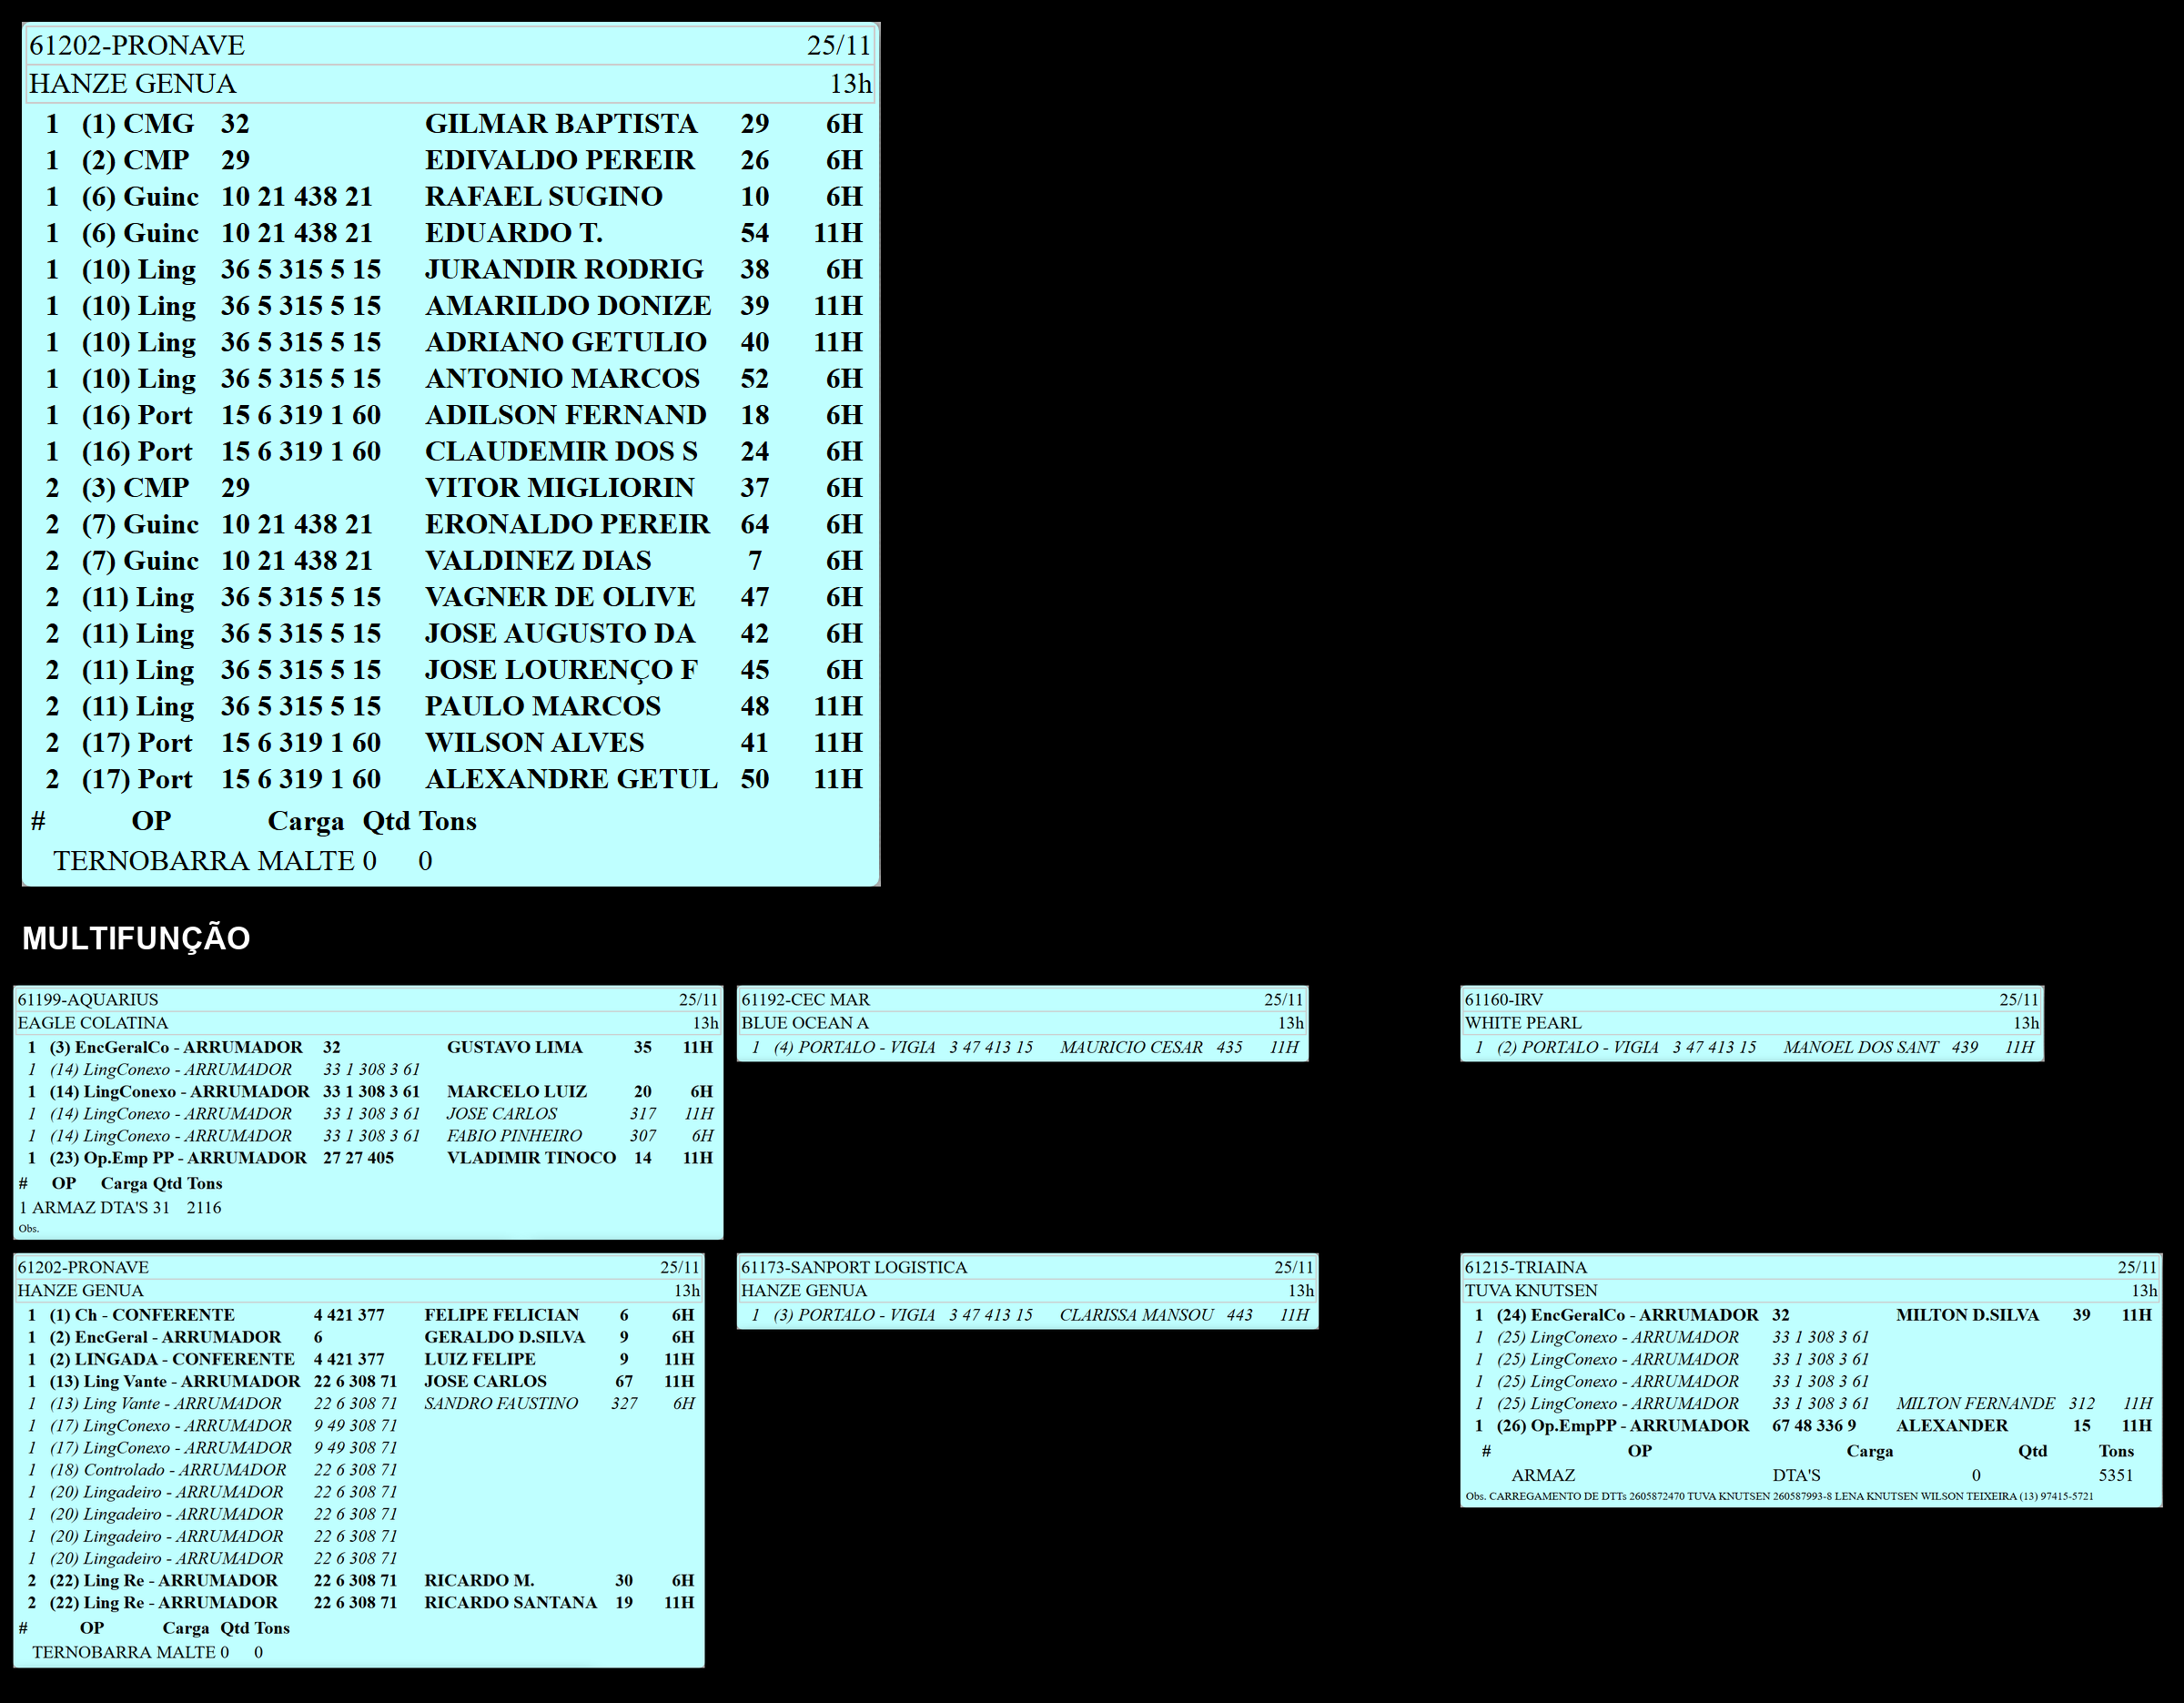 61202-PRONAVE 25/11
HANZE GENUA 13h
1 (1) CMG 32 GILMAR BAPTISTA 29 6H
1 (2) CMP 29 EDIVALDO PEREIR 26 6H
1 (6) Guinc 10 21 438 21 RAFAEL SUGINO 10 6H
1 (6) Guinc 10 21 438 21 EDUARDO T. 54 11H
1 (10) Ling 36 5 315 5 15 JURANDIR RODRIG 38 6H
1 (10) Ling 36 5 315 5 15 AMARILDO DONIZE 39 11H
1 (10) Ling 36 5 315 5 15 ADRIANO GETULIO 40 11H
1 (10) Ling 36 5 315 5 15 ANTONIO MARCOS 52 6H
1 (16) Port 15 6 319 1 60 ADILSON FERNAND 18 6H
1 (16) Port 15 6 319 1 60 CLAUDEMIR DOS S 24 6H
2 (3) CMP 29 VITOR MIGLIORIN 37 6H
2 (7) Guinc 10 21 438 21 ERONALDO PEREIR 64 6H
2 (7) Guinc 10 21 438 21 VALDINEZ DIAS 7 6H
2 (11) Ling 36 5 315 5 15 VAGNER DE OLIVE 47 6H
2 (11) Ling 36 5 315 5 15 JOSE AUGUSTO DA 42 6H
2 (11) Ling 36 5 315 5 15 JOSE LOURENÇO F 45 6H
2 (11) Ling 36 5 315 5 15 PAULO MARCOS 48 11H
2 (17) Port 15 6 319 1 60 WILSON ALVES 41 11H
2 (17) Port 15 6 319 1 60 ALEXANDRE GETUL 50 11H
# OP Carga Qtd Tons
TERNOBARRA MALTE 0 0
MULTIFUNÇÃO
61199-AQUARIUS 25/11
EAGLE COLATINA 13h
1 (3) EncGeralCo - ARRUMADOR 32 GUSTAVO LIMA 35 11H
1 (14) LingConexo - ARRUMADOR 33 1 308 3 61
1 (14) LingConexo - ARRUMADOR 33 1 308 3 61 MARCELO LUIZ 20 6H
1 (14) LingConexo - ARRUMADOR 33 1 308 3 61 JOSE CARLOS 317 11H
1 (14) LingConexo - ARRUMADOR 33 1 308 3 61 FABIO PINHEIRO 307 6H
1 (23) Op.Emp PP - ARRUMADOR 27 27 405 VLADIMIR TINOCO 14 11H
# OP Carga Qtd Tons
1 ARMAZ DTA'S 31 2116
Obs.
61192-CEC MAR 25/11
BLUE OCEAN A 13h
1 (4) PORTALO - VIGIA 3 47 413 15 MAURICIO CESAR 435 11H
61160-IRV 25/11
WHITE PEARL 13h
1 (2) PORTALO - VIGIA 3 47 413 15 MANOEL DOS SANT 439 11H
61202-PRONAVE 25/11
HANZE GENUA 13h
1 (1) Ch - CONFERENTE 4 421 377 FELIPE FELICIAN 6 6H
1 (2) EncGeral - ARRUMADOR 6 GERALDO D.SILVA 9 6H
1 (2) LINGADA - CONFERENTE 4 421 377 LUIZ FELIPE 9 11H
1 (13) Ling Vante - ARRUMADOR 22 6 308 71 JOSE CARLOS 67 11H
1 (13) Ling Vante - ARRUMADOR 22 6 308 71 SANDRO FAUSTINO 327 6H
1 (17) LingConexo - ARRUMADOR 9 49 308 71
1 (17) LingConexo - ARRUMADOR 9 49 308 71
1 (18) Controlado - ARRUMADOR 22 6 308 71
1 (20) Lingadeiro - ARRUMADOR 22 6 308 71
1 (20) Lingadeiro - ARRUMADOR 22 6 308 71
1 (20) Lingadeiro - ARRUMADOR 22 6 308 71
1 (20) Lingadeiro - ARRUMADOR 22 6 308 71
2 (22) Ling Re - ARRUMADOR 22 6 308 71 RICARDO M. 30 6H
2 (22) Ling Re - ARRUMADOR 22 6 308 71 RICARDO SANTANA 19 11H
# OP Carga Qtd Tons
TERNOBARRA MALTE 0 0
61173-SANPORT LOGISTICA 25/11
HANZE GENUA 13h
1 (3) PORTALO - VIGIA 3 47 413 15 CLARISSA MANSOU 443 11H
61215-TRIAINA 25/11
TUVA KNUTSEN 13h
1 (24) EncGeralCo - ARRUMADOR 32 MILTON D.SILVA 39 11H
1 (25) LingConexo - ARRUMADOR 33 1 308 3 61
1 (25) LingConexo - ARRUMADOR 33 1 308 3 61
1 (25) LingConexo - ARRUMADOR 33 1 308 3 61
1 (25) LingConexo - ARRUMADOR 33 1 308 3 61 MILTON FERNANDE 312 11H
1 (26) Op.EmpPP - ARRUMADOR 67 48 336 9 ALEXANDER 15 11H
# OP Carga Qtd Tons
ARMAZ DTA'S 0 5351
Obs. CARREGAMENTO DE DTTs 2605872470 TUVA KNUTSEN 260587993-8 LENA KNUTSEN WILSON TEIXEIRA (13) 97415-5721